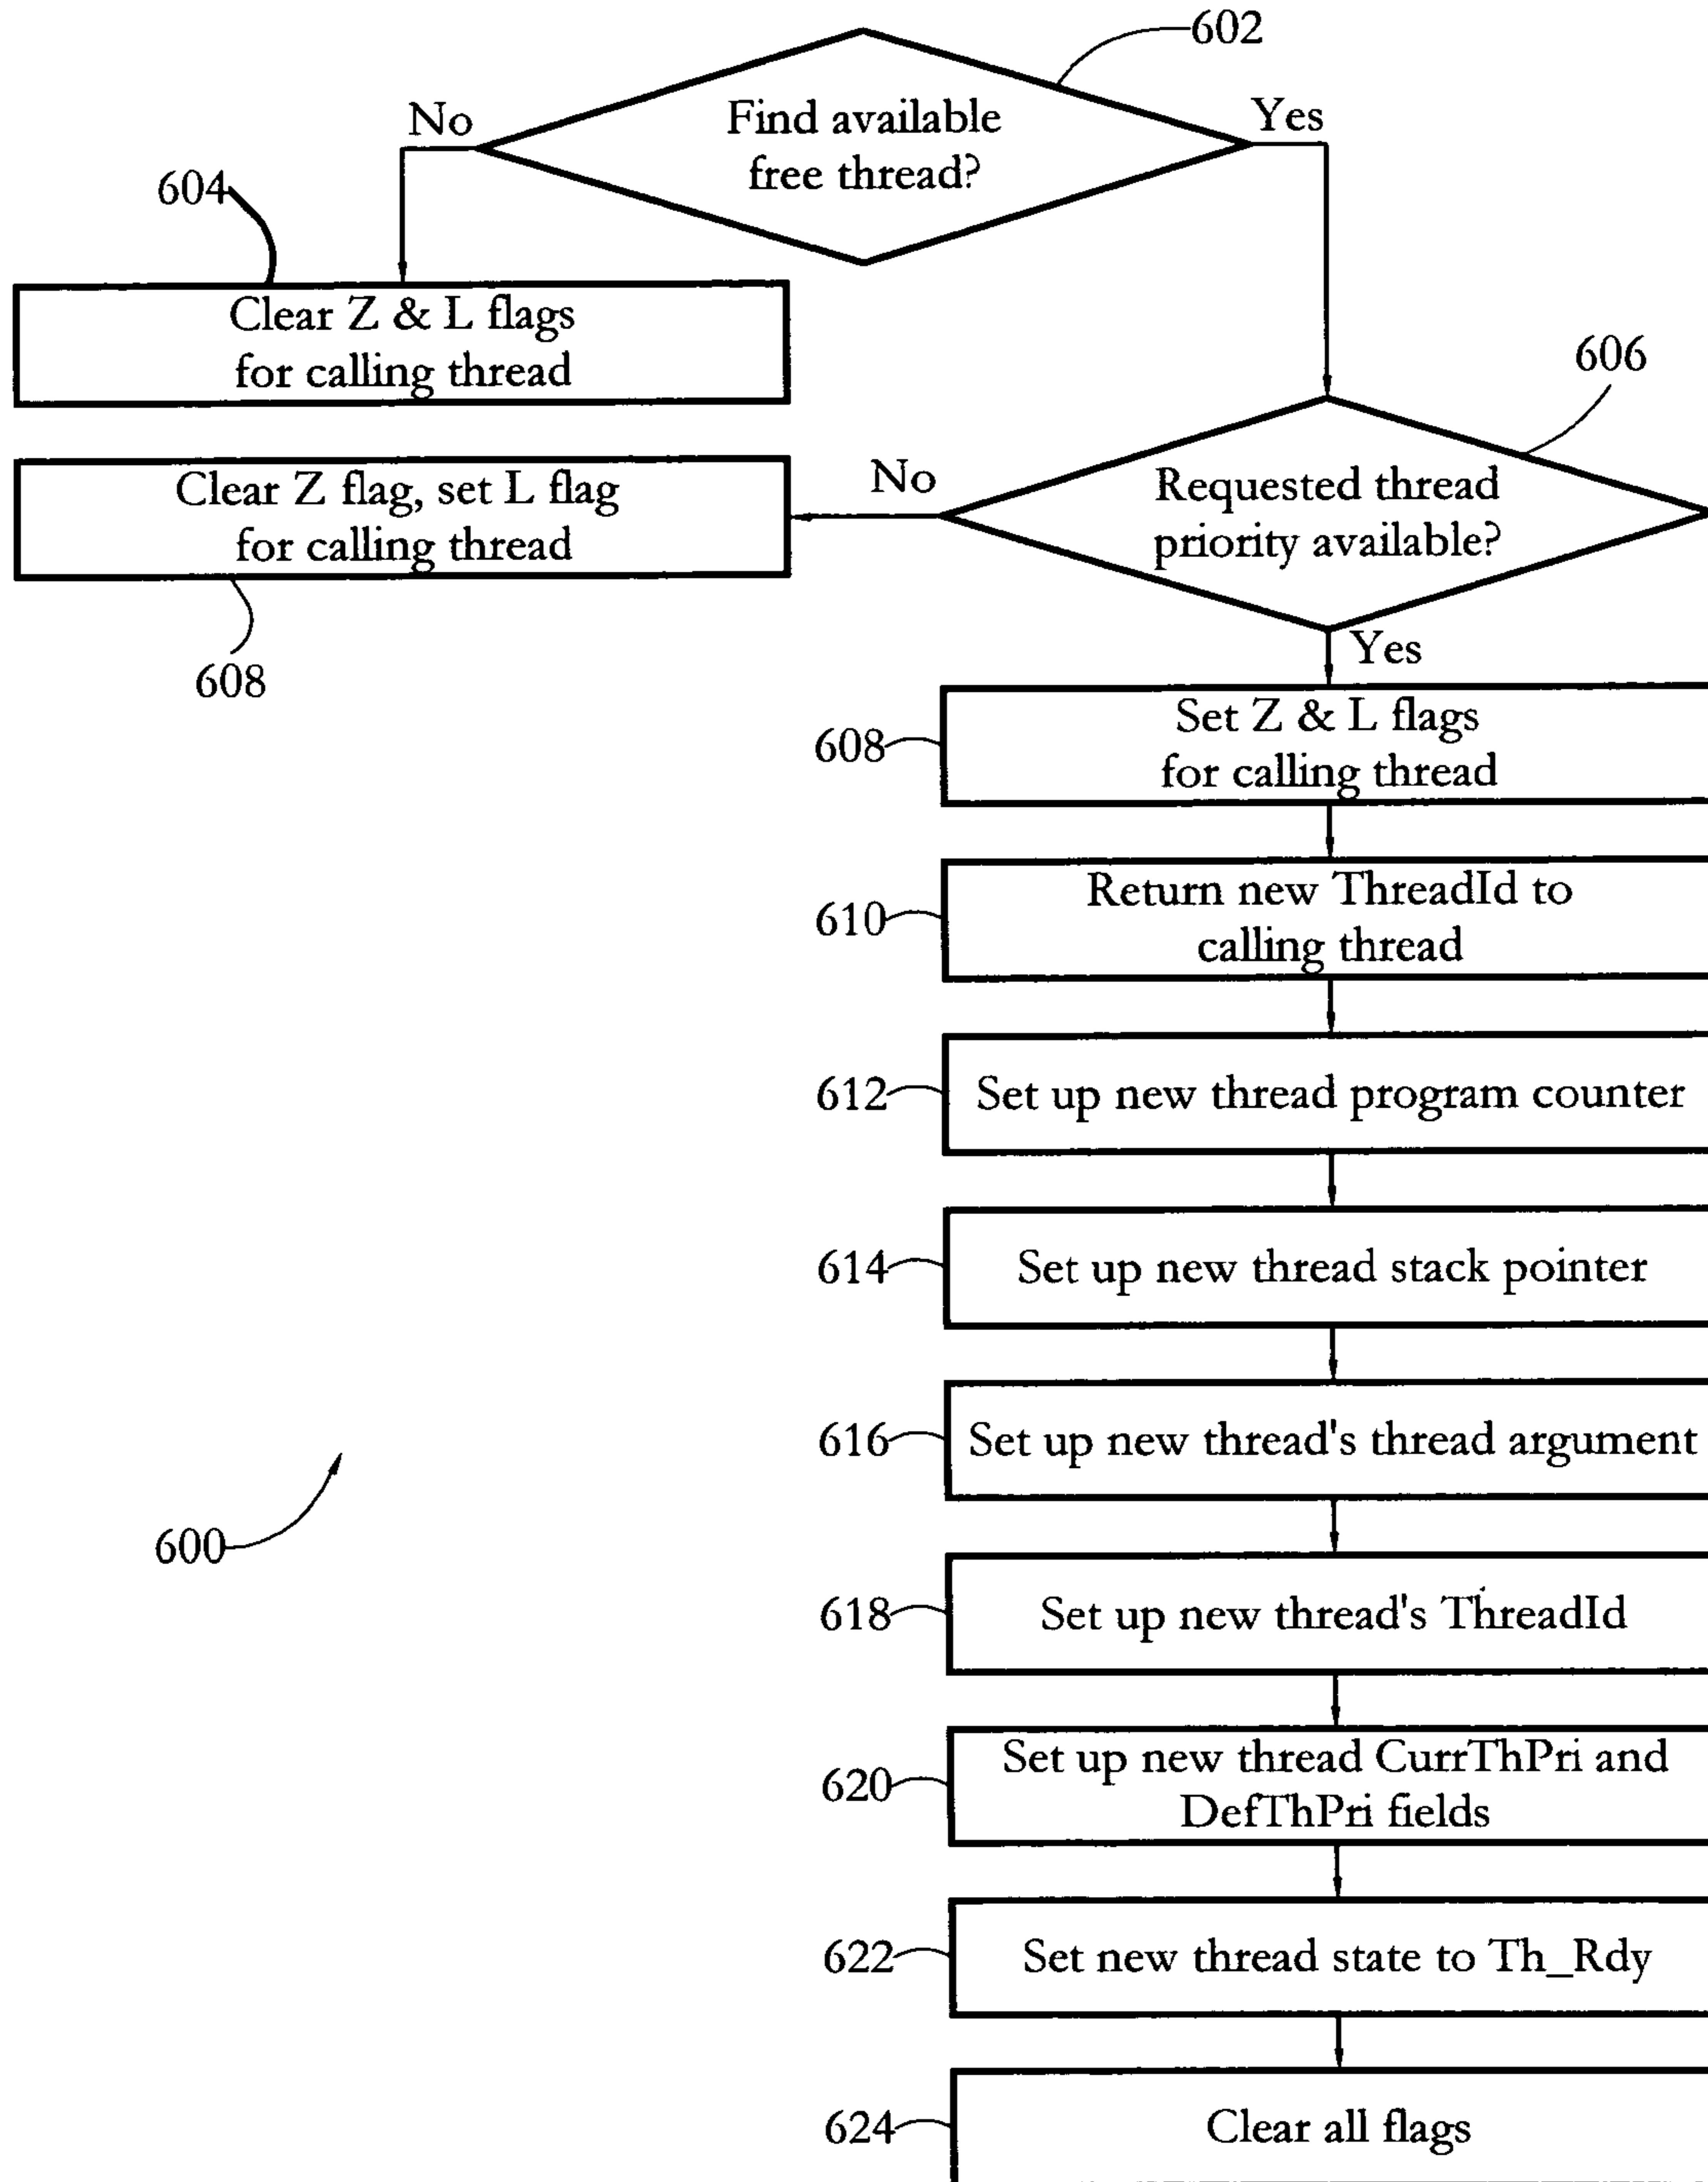 602
No
Find available
free thread?
Yes
604
Clear Z & L flags
for calling thread
606
Clear Z flag, set L flag
for calling thread
No
Requested thread
priority available?
608
Yes
608
Set Z & L flags
for calling thread
610
Return new ThreadId to
calling thread
612
Set up new thread program counter
614
Set up new thread stack pointer
616
Set up new thread's thread argument
600
618
Set up new thread's ThreadId
620
Set up new thread CurrThPri and
DefThPri fields
622
Set new thread state to Th_Rdy
624
Clear all flags